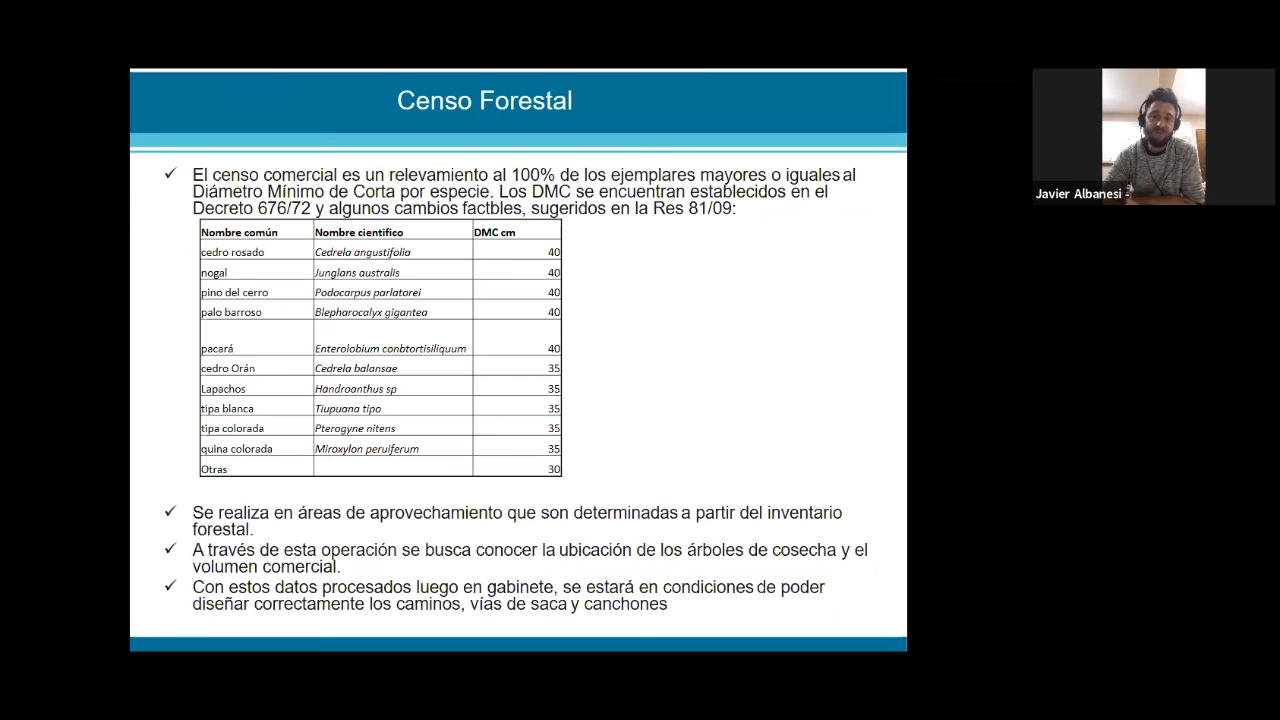 Censo Forestal
✓ El censo comercial es un relevamiento al 100% de los ejemplares mayores o iguales al
Diámetro Mínimo de Corta por especie. Los DMC se encuentran establecidos en el
Decreto 676/72 y algunos cambios factbles, sugeridos en la Res 81/09:
Nombre común Nombre cientifico DMC cm
cedro rosado Cedrela angustifolia 40
nogal Junglans australis 40
pino del cerro Podocarpus parlatorei 40
palo barroso Blepharocalyx gigantea 40
pacará Enterolobium conbtortisiliquum 40
cedro Orán Cedrela balansae 35
Lapachos Handroanthus sp 35
tipa blanca Tiupuana tipo 35
tipa colorada Pterogyne nitens 35
quina colorada Miroxylon peruiferum 35
Otras 30
✓ Se realiza en áreas de aprovechamiento que son determinadas a partir del inventario
forestal.
✓ A través de esta operación se busca conocer la ubicación de los árboles de cosecha y el
volumen comercial.
✓ Con estos datos procesados luego en gabinete, se estará en condiciones de poder
diseñar correctamente los caminos, vías de saca y canchones
Javier Albanesi